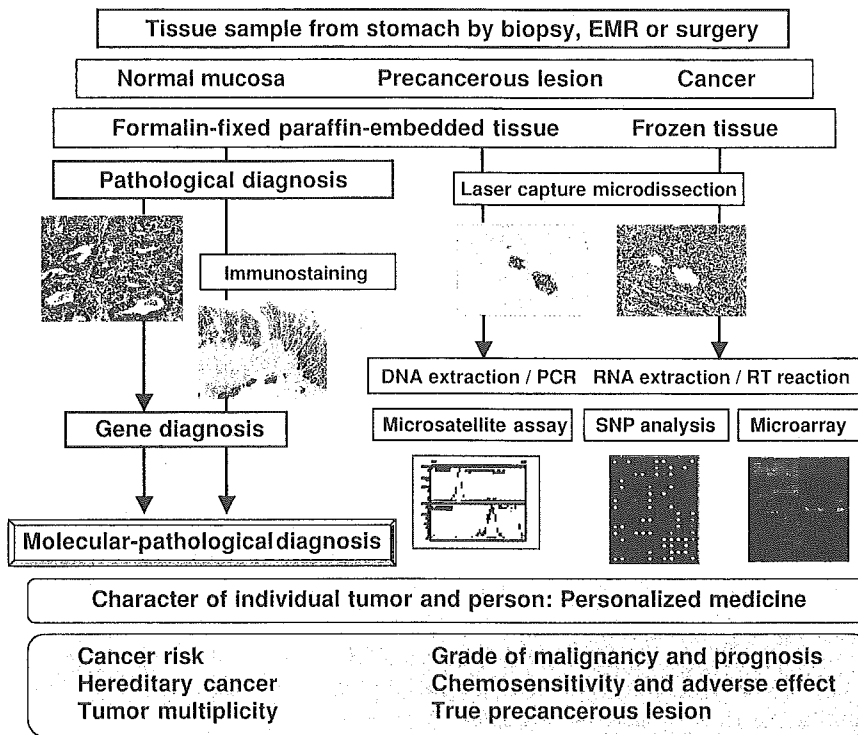 Tissue sample from stomach by biopsy, EMR or surgery
Normal mucosa Precancerous lesion Cancer
Formalin-fixed paraffin-embedded tissue Frozen tissue
Pathological diagnosis
Laser capture microdissection
Immunostaining
DNA extraction / PCR RNA extraction / RT reaction
Gene diagnosis
Microsatellite assay SNP analysis Microarray
Molecular-pathological diagnosis
Character of individual tumor and person: Personalized medicine
Cancer risk Grade of malignancy and prognosis
Hereditary cancer Chemosensitivity and adverse effect
Tumor multiplicity True precancerous lesion